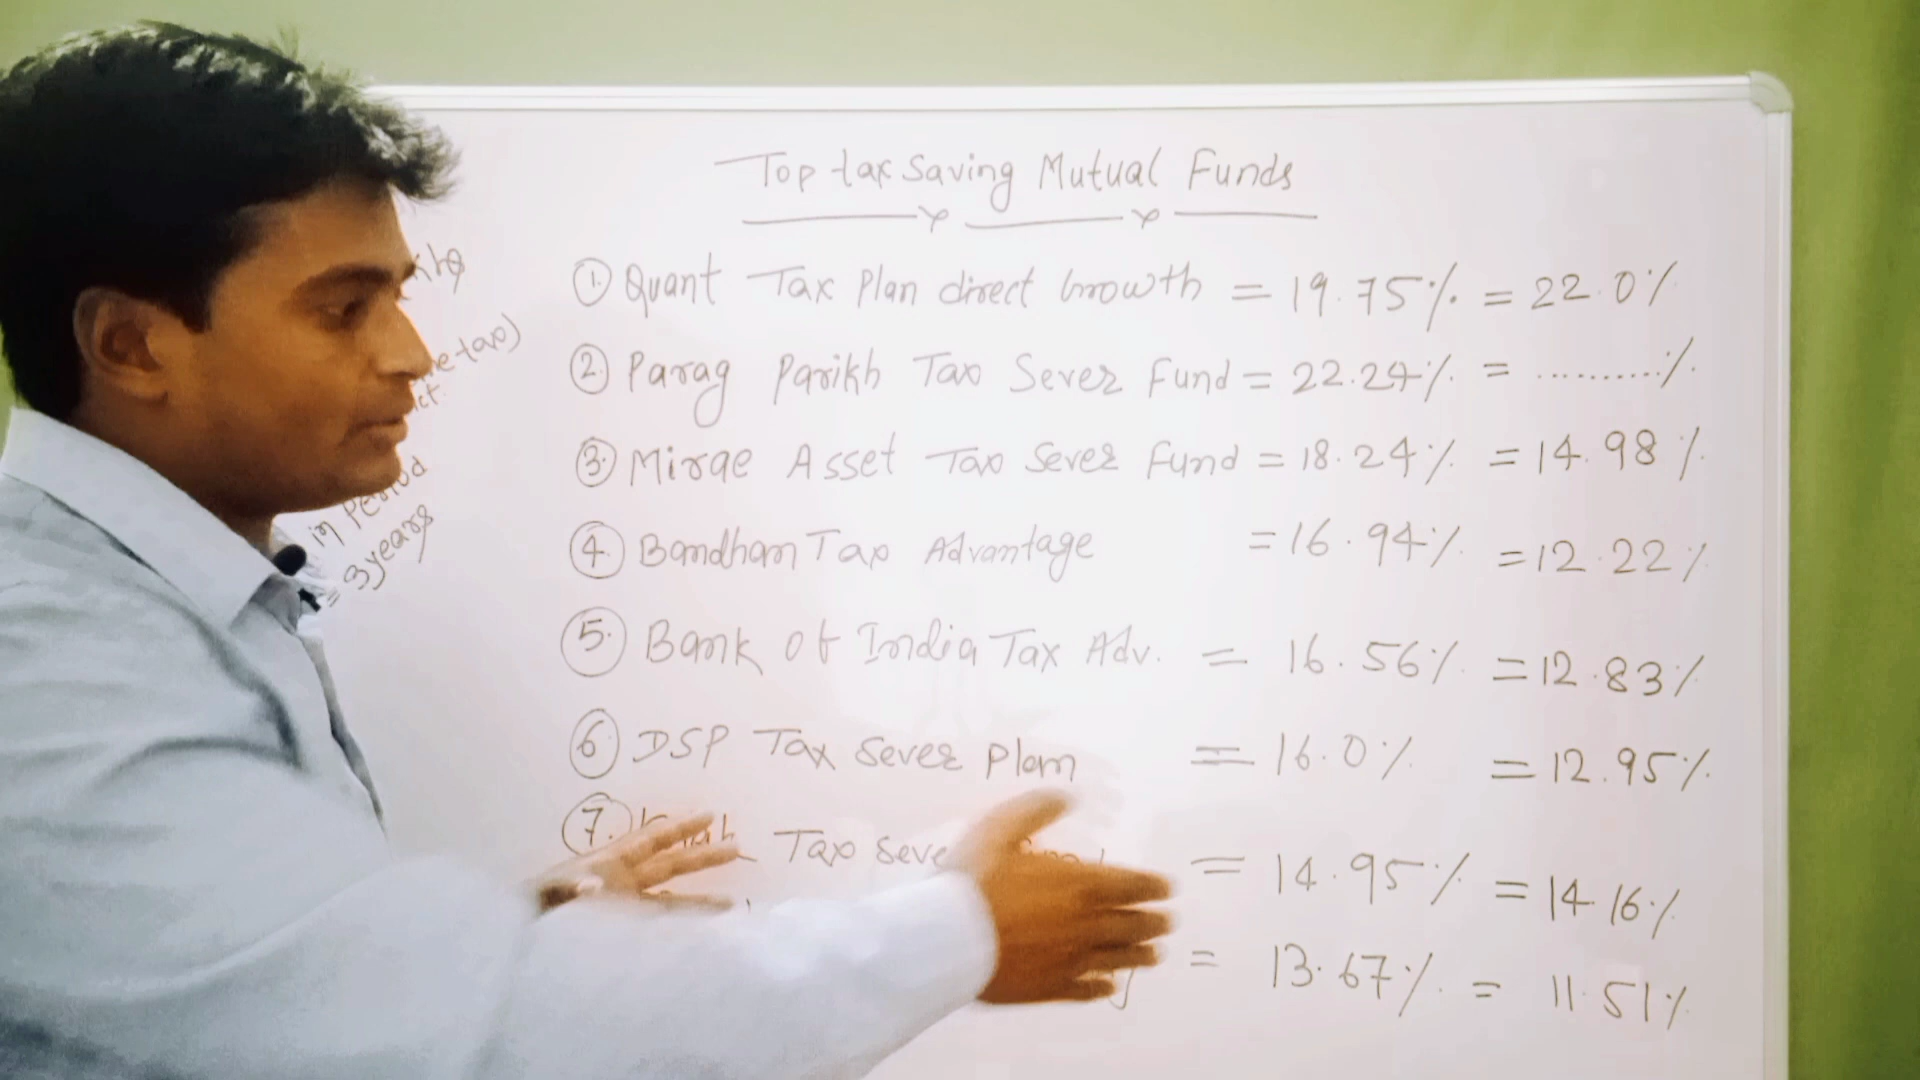 Top tax Saving Mutual Funds
① Quant Tax Plan direct Growth = 19.75% = 22.0%
② Parag Parikh Tax Sever Fund = 22.24% = ..........%
③ Mirae Asset Tax Sever Fund = 18.24% = 14.98%
④ Bandhan Tax Advantage = 16.94% = 12.22%
⑤ Bank of India Tax Adv. = 16.56% = 12.83%
⑥ DSP Tax Sever Plan = 16.0% = 12.95%
⑦ Tax = 14.95% = 14.16%
= 13.67% = 11.51%
in Period
= 3years